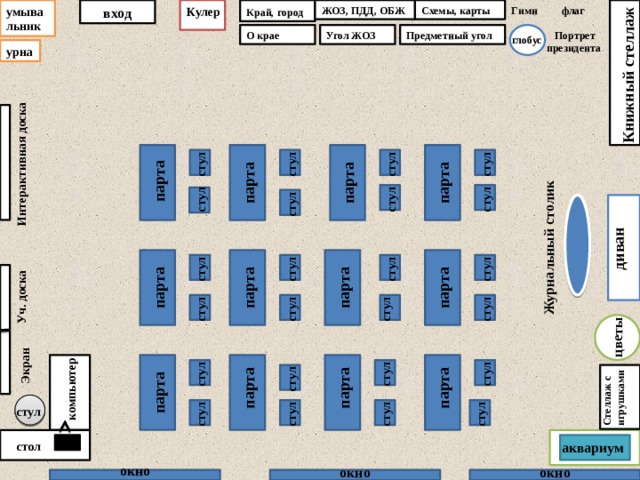 умыва
льник
вход
Кулер
Край, город
ЖОЗ, ПДД, ОБЖ
Схемы, карты
Гимн
флаг
урна
О крае
Угол ЖОЗ
Предметный угол
глобус
Портрет
президента
Книжный стеллаж
Интерактивная доска
парта
стул
стул
парта
стул
стул
парта
стул
стул
парта
стул
стул
Журнальный столик
диван
Уч. доска
парта
стул
стул
парта
стул
стул
парта
стул
стул
парта
стул
стул
цветы
Экран
компьютер
парта
стул
стул
парта
стул
стул
парта
стул
стул
парта
стул
стул
Стеллаж с
игрушками
стул
стол
аквариум
окно
окно
окно